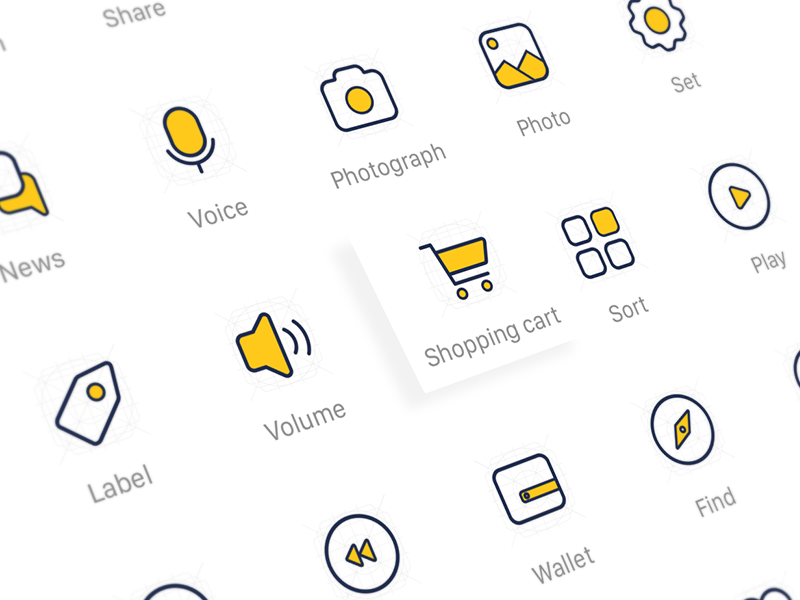 Share
Set
Photo
Photograph
Voice
News
Play
Sort
Shopping cart
Volume
Label
Find
Wallet